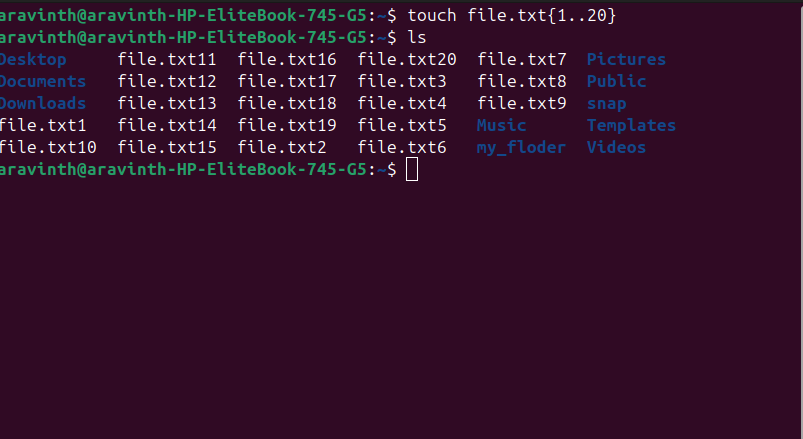 aravinth@aravinth-HP-EliteBook-745-G5:~$ touch file.txt{1..20}
aravinth@aravinth-HP-EliteBook-745-G5:~$ ls
Desktop    file.txt11  file.txt16  file.txt20  file.txt7  Pictures
Documents  file.txt12  file.txt17  file.txt3   file.txt8  Public
Downloads  file.txt13  file.txt18  file.txt4   file.txt9  snap
file.txt1  file.txt14  file.txt19  file.txt5   Music      Templates
file.txt10 file.txt15  file.txt2   file.txt6   my_floder  Videos
aravinth@aravinth-HP-EliteBook-745-G5:~$